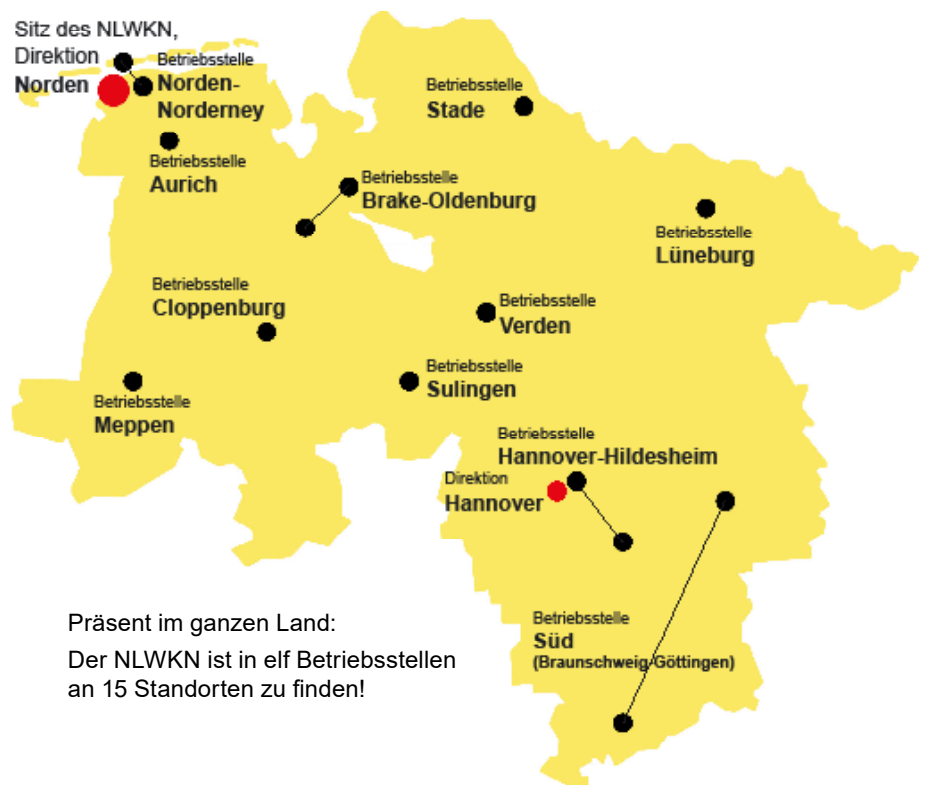 Sitz des NLWKN,
Direktion
Norden
Betriebsstelle
Norden-
Norderney
Betriebsstelle
Stade
Betriebsstelle
Aurich
Betriebsstelle
Brake-Oldenburg
Betriebsstelle
Lüneburg
Betriebsstelle
Cloppenburg
Betriebsstelle
Verden
Betriebsstelle
Sulingen
Betriebsstelle
Meppen
Betriebsstelle
Hannover-Hildesheim
Direktion
Hannover
Betriebsstelle
Süd
(Braunschweig-Göttingen)
Präsent im ganzen Land:
Der NLWKN ist in elf Betriebsstellen
an 15 Standorten zu finden!